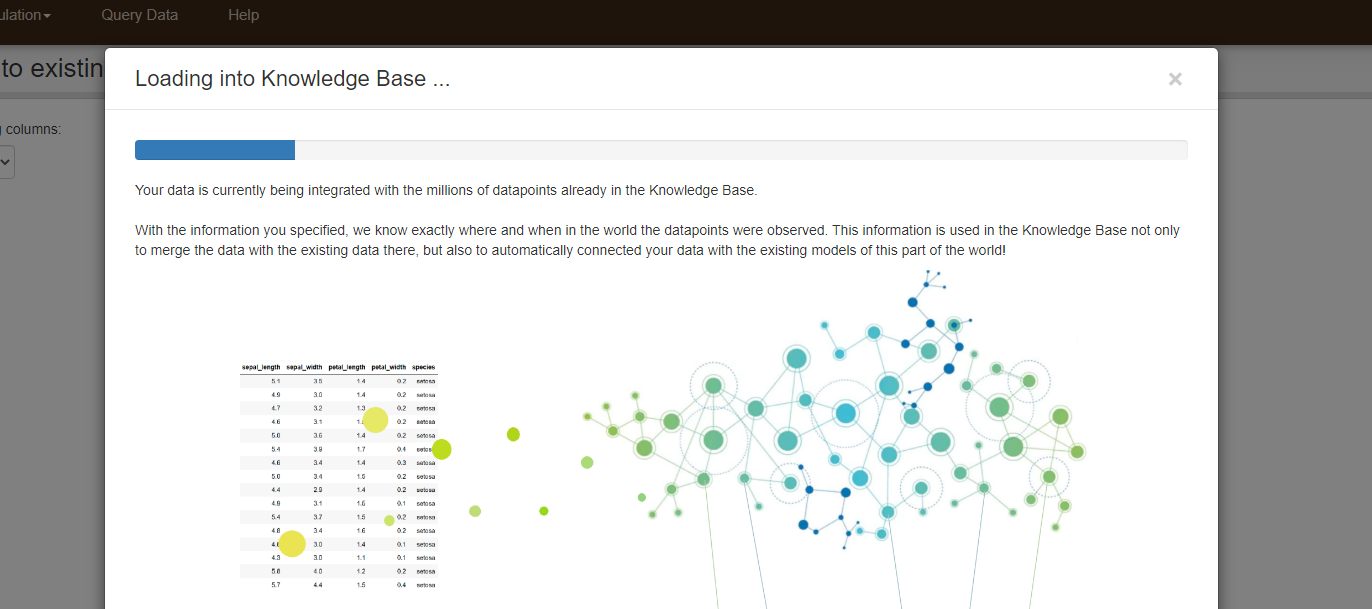 ulation Query Data Help
to existin
Loading into Knowledge Base ...
×
columns:
Your data is currently being integrated with the millions of datapoints already in the Knowledge Base.
With the information you specified, we know exactly where and when in the world the datapoints were observed. This information is used in the Knowledge Base not only
to merge the data with the existing data there, but also to automatically connected your data with the existing models of this part of the world!
sepal_length sepal_width petal_length petal_width species
5.1 3.5 1.4 0.2 setosa
4.9 3.0 1.4 0.2 setosa
4.7 3.2 1.3 0.2 setosa
4.6 3.1 1. 0.2 setosa
5.0 3.6 1.4 0.2 setosa
5.4 3.9 1.7 0.4 setos
4.6 3.4 1.4 0.3 setosa
5.0 3.4 1.5 0.2 setosa
4.4 2.9 1.4 0.2 setosa
4.9 3.1 1.5 0.1 setosa
5.4 3.7 1.5 0.2 setosa
4.8 3.4 1.6 0.2 setosa
4. 3.0 1.4 0.1 setosa
4.3 3.0 1.1 0.1 setosa
5.8 4.0 1.2 0.2 setosa
5.7 4.4 1.5 0.4 setosa